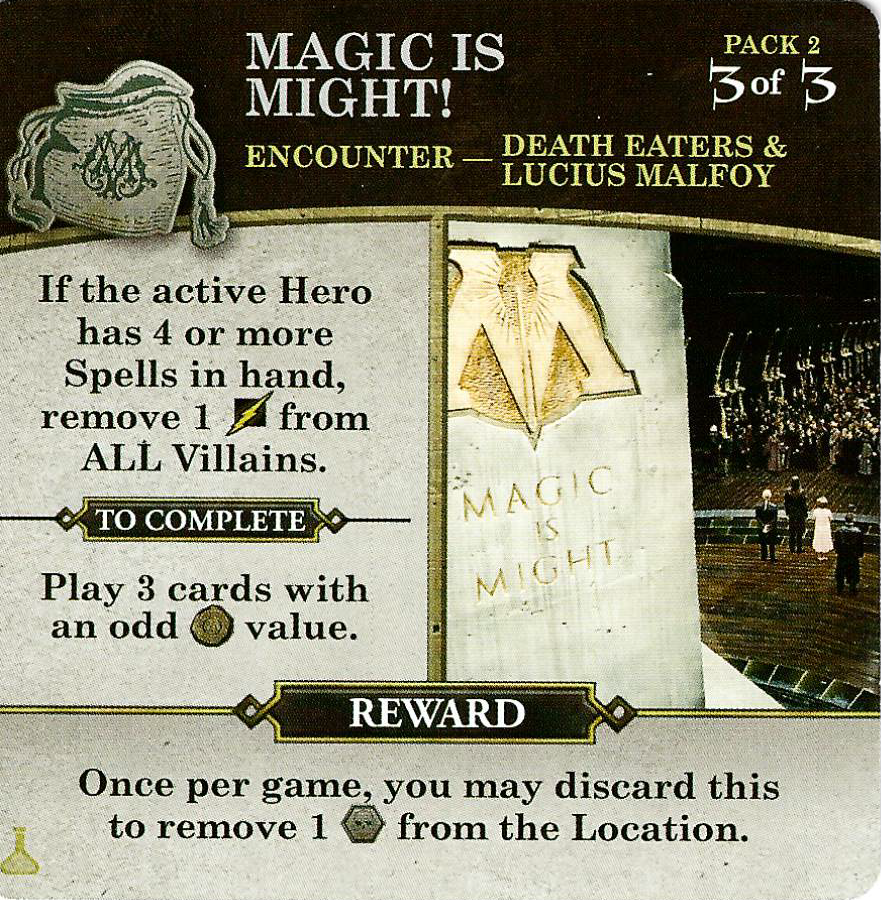 MAGIC IS
MIGHT!
PACK 2
3 of 3
ENCOUNTER — DEATH EATERS &
LUCIUS MALFOY
If the active Hero
has 4 or more
Spells in hand,
remove 1 from
ALL Villains.
TO COMPLETE
Play 3 cards with
an odd value.
MAGIC
IS
MIGHT
REWARD
Once per game, you may discard this
to remove 1 from the Location.